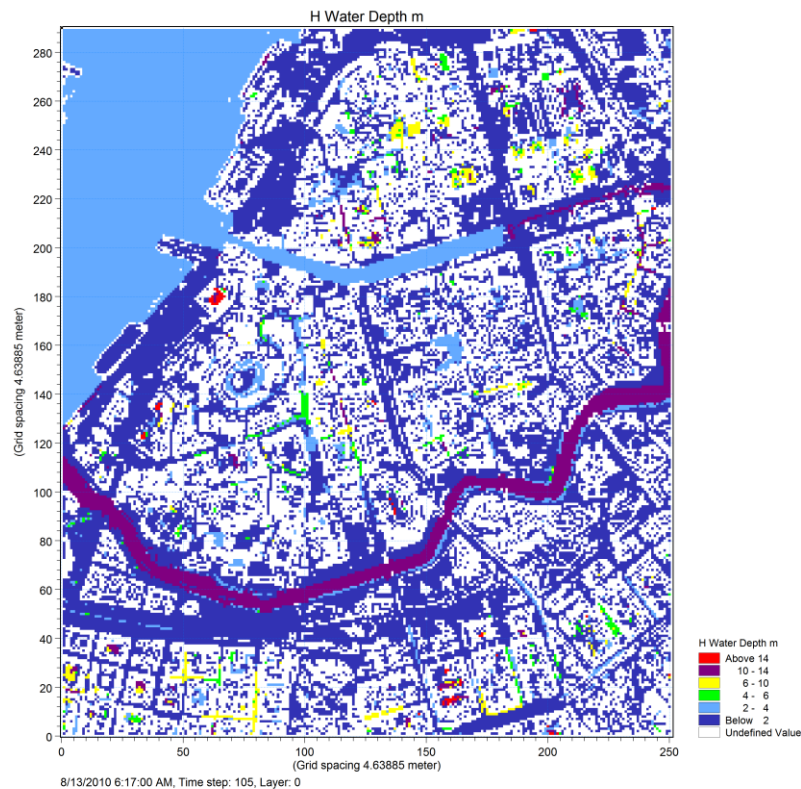 H Water Depth m
280
260
240
220
200
180
160
140
120
100
80
60
40
20
0
(Grid spacing 4.63885 meter)
0 50 100 150 200 250
(Grid spacing 4.63885 meter)
8/13/2010 6:17:00 AM, Time step: 105, Layer: 0
H Water Depth m
Above 14
10 - 14
6 - 10
4 - 6
2 - 4
Below 2
Undefined Value